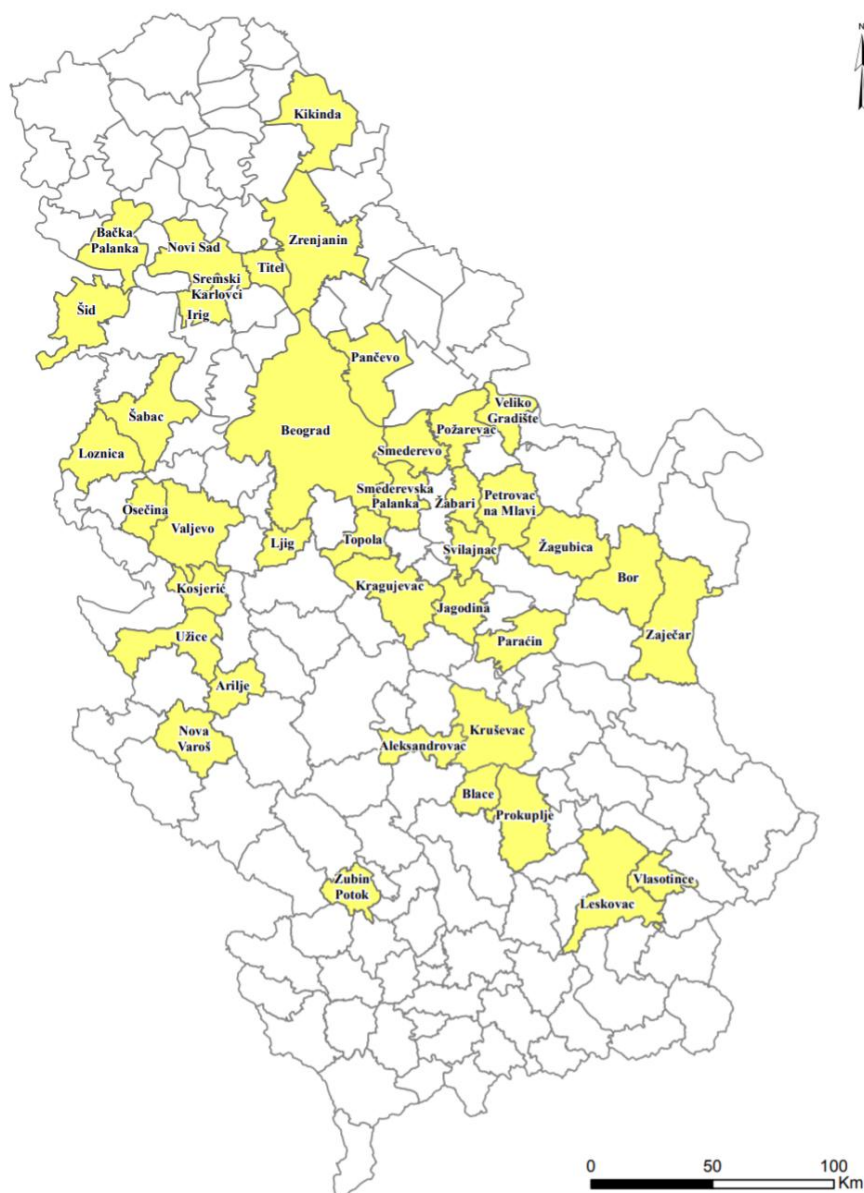 N
Kikinda
Bačka
Palanka
Novi Sad
Zrenjanin
Titel
Sremski
Karlovci
Irig
Šid
Pančevo
Šabac
Beograd
Veliko
Gradište
Požarevac
Smederevo
Loznica
Osečina
Valjevo
Smederevska
Palanka
Žabari
Petrovac
na Mlavi
Ljig
Topola
Svilajnac
Žagubica
Kosjerić
Kragujevac
Jagodina
Bor
Užice
Paraćin
Zaječar
Arilje
Nova
Varoš
Kruševac
Aleksandrovac
Blace
Prokuplje
Zubin
Potok
Vlasotince
Leskovac
0 50 100
Km